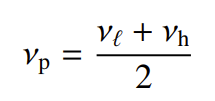 ν_p = (ν_ℓ + ν_h) / 2